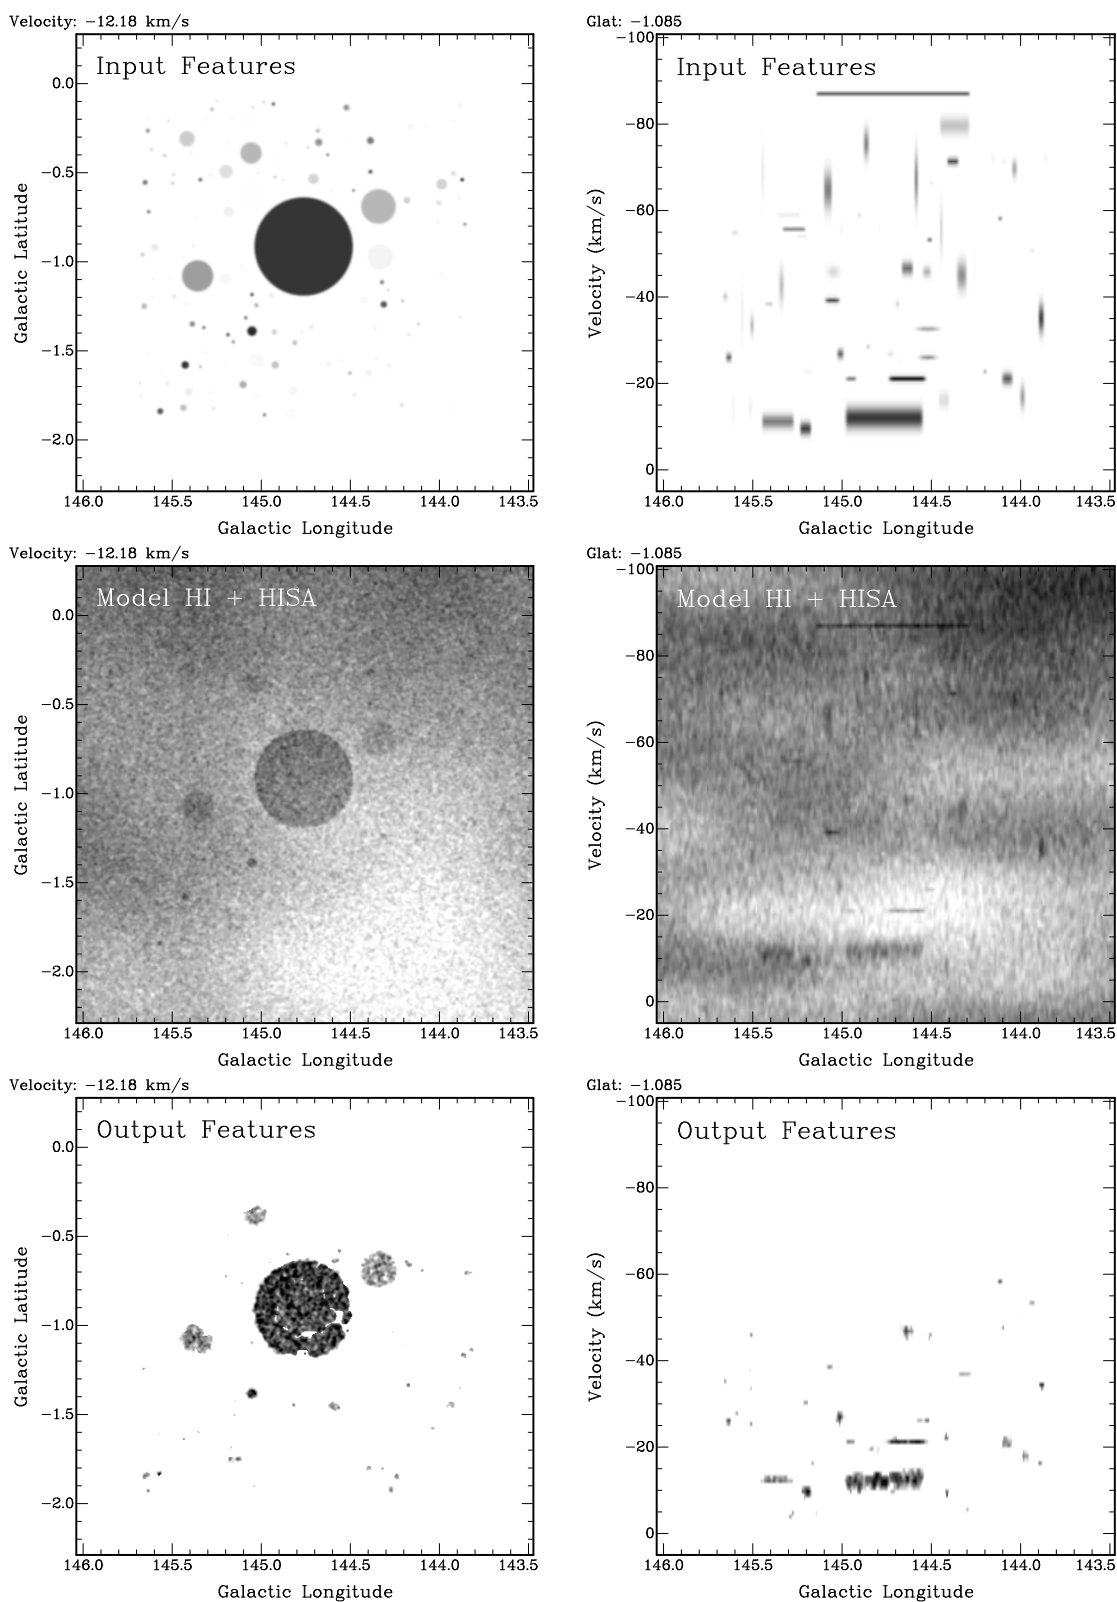 Velocity: −12.18 km/s
Input Features
Galactic Latitude
0.0
−0.5
−1.0
−1.5
−2.0
146.0 145.5 145.0 144.5 144.0 143.5
Galactic Longitude
Glat: −1.085
Input Features
Velocity (km/s)
−100
−80
−60
−40
−20
0
146.0 145.5 145.0 144.5 144.0 143.5
Galactic Longitude
Velocity: −12.18 km/s
Model HI + HISA
Galactic Latitude
0.0
−0.5
−1.0
−1.5
−2.0
146.0 145.5 145.0 144.5 144.0 143.5
Galactic Longitude
Glat: −1.085
Model HI + HISA
Velocity (km/s)
−100
−80
−60
−40
−20
0
146.0 145.5 145.0 144.5 144.0 143.5
Galactic Longitude
Velocity: −12.18 km/s
Output Features
Galactic Latitude
0.0
−0.5
−1.0
−1.5
−2.0
146.0 145.5 145.0 144.5 144.0 143.5
Galactic Longitude
Glat: −1.085
Output Features
Velocity (km/s)
−100
−80
−60
−40
−20
0
146.0 145.5 145.0 144.5 144.0 143.5
Galactic Longitude